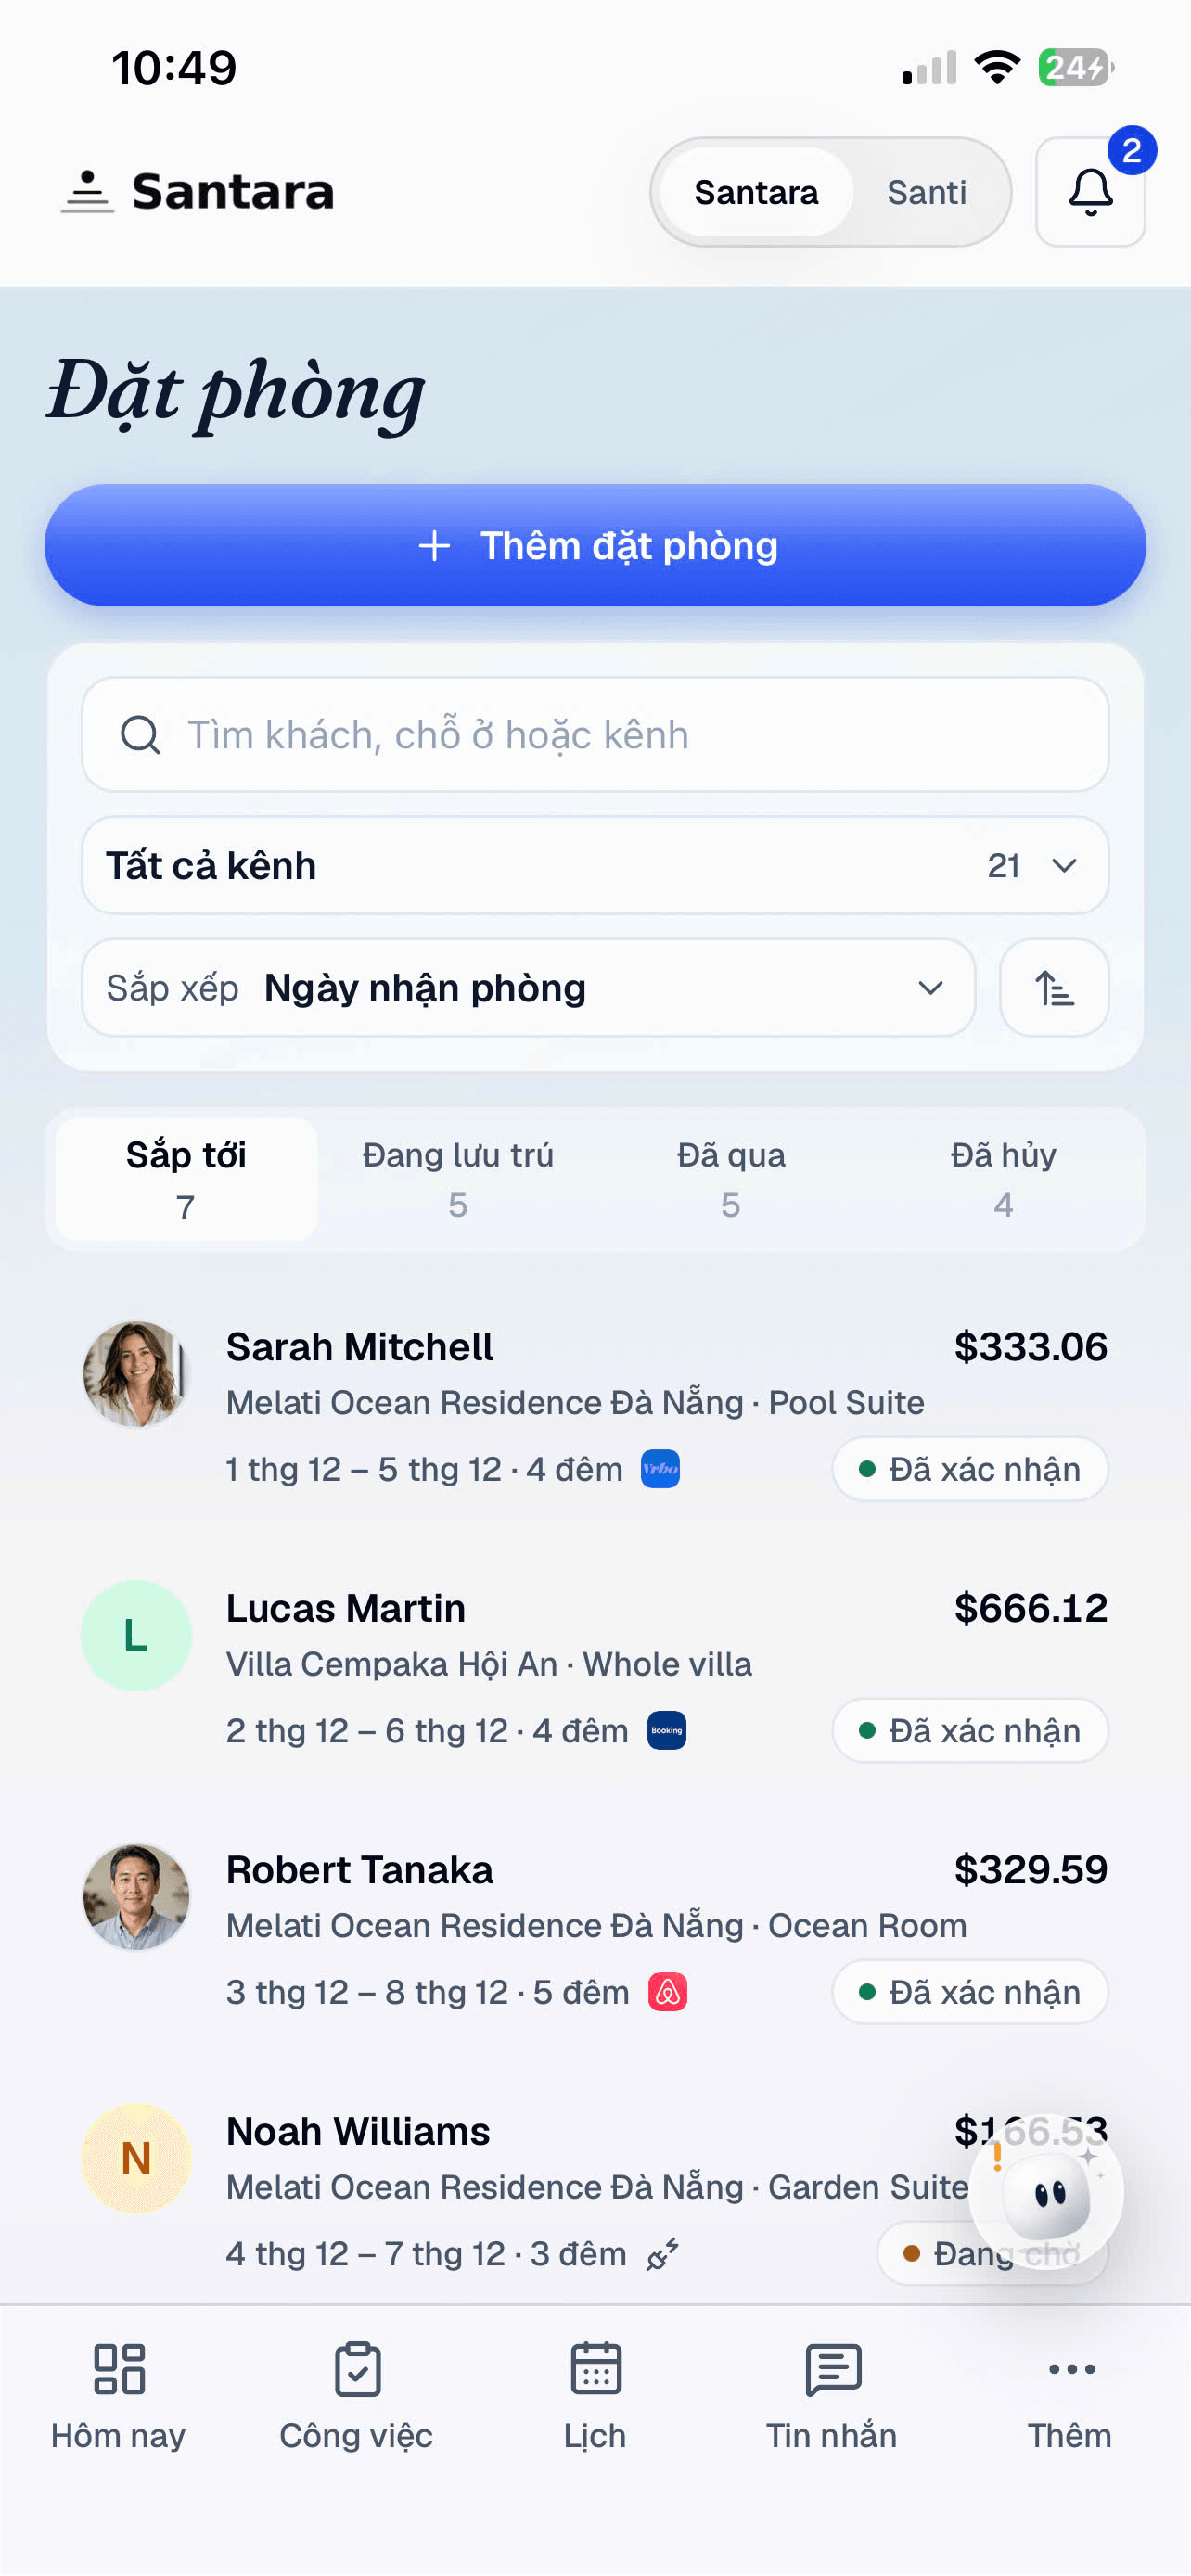 10:49
24
Santara
Santara Santi
2
Đặt phòng
Thêm đặt phòng
Tìm khách, chỗ ở hoặc kênh
Tất cả kênh 21
Sắp xếp Ngày nhận phòng
Sắp tới Đang lưu trú Đã qua Đã hủy
7 5 5 4
Sarah Mitchell $333.06
Melati Ocean Residence Đà Nẵng · Pool Suite
1 thg 12 – 5 thg 12 · 4 đêm Vrbo Đã xác nhận
L
Lucas Martin $666.12
Villa Cempaka Hội An · Whole villa
2 thg 12 – 6 thg 12 · 4 đêm Booking Đã xác nhận
Robert Tanaka $329.59
Melati Ocean Residence Đà Nẵng · Ocean Room
3 thg 12 – 8 thg 12 · 5 đêm Đã xác nhận
N
Noah Williams $166.53
Melati Ocean Residence Đà Nẵng · Garden Suite
4 thg 12 – 7 thg 12 · 3 đêm Đang chờ
Hôm nay Công việc Lịch Tin nhắn Thêm